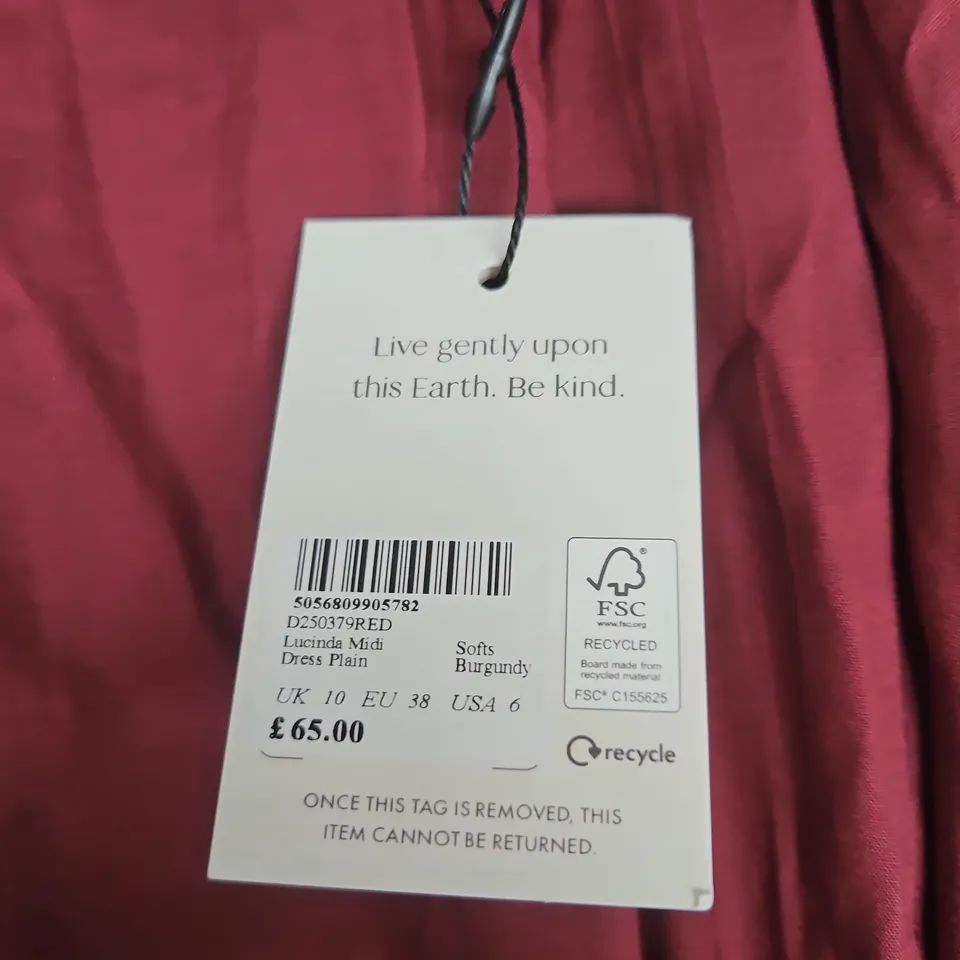 Live gently upon
this Earth. Be kind.
5056809905782
D250379RED
Lucinda Midi Softs
Dress Plain Burgundy
UK 10 EU 38 USA 6
£65.00
®
FSC
www.fsc.org
RECYCLED
Board made from
recycled material
FSC® C155625
recycle
ONCE THIS TAG IS REMOVED, THIS
ITEM CANNOT BE RETURNED.